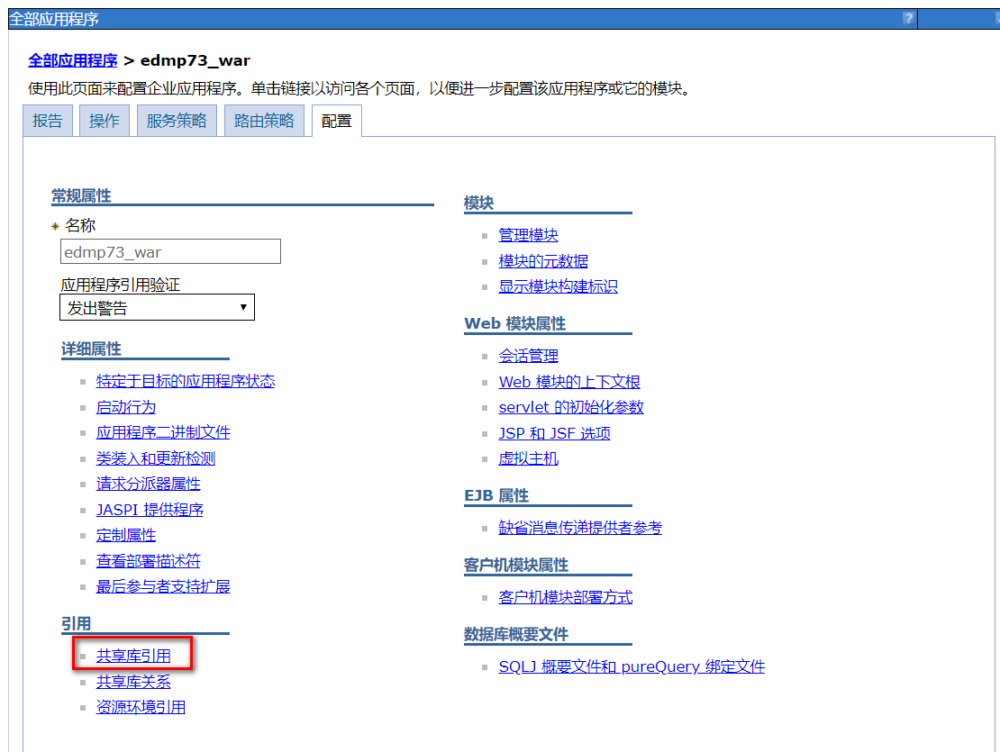 全部应用程序
全部应用程序 > edmp73_war
使用此页面来配置企业应用程序。单击链接以访问各个页面，以便进一步配置该应用程序或它的模块。
报告 操作 服务策略 路由策略 配置
常规属性
名称
edmp73_war
应用程序引用验证
发出警告
详细属性
特定于目标的应用程序状态
启动行为
应用程序二进制文件
类装入和更新检测
请求分派器属性
JASPI 提供程序
定制属性
查看部署描述符
最后参与者支持扩展
引用
共享库引用
共享库关系
资源环境引用
模块
管理模块
模块的元数据
显示模块构建标识
Web 模块属性
会话管理
Web 模块的上下文根
servlet 的初始化参数
JSP 和 JSF 选项
虚拟主机
EJB 属性
缺省消息传递提供者参考
客户机模块属性
客户机模块部署方式
数据库概要文件
SQLJ 概要文件和 pureQuery 绑定文件